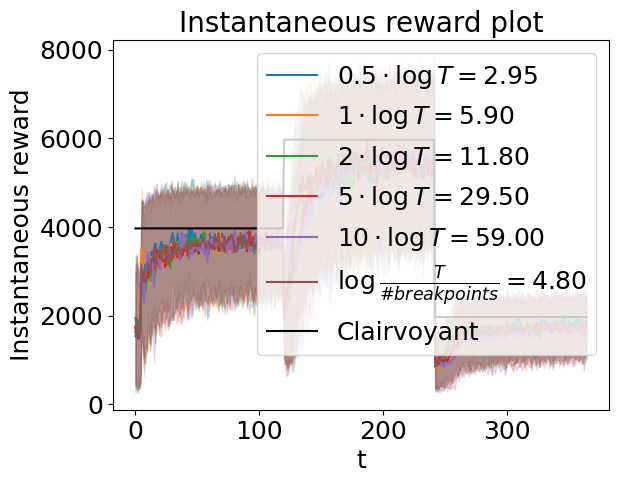 Instantaneous reward plot
Instantaneous reward
8000
6000
4000
2000
0
0.5 · log T = 2.95
1 · log T = 5.90
2 · log T = 11.80
5 · log T = 29.50
10 · log T = 59.00
log T/#breakpoints = 4.80
Clairvoyant
0 100 200 300
t